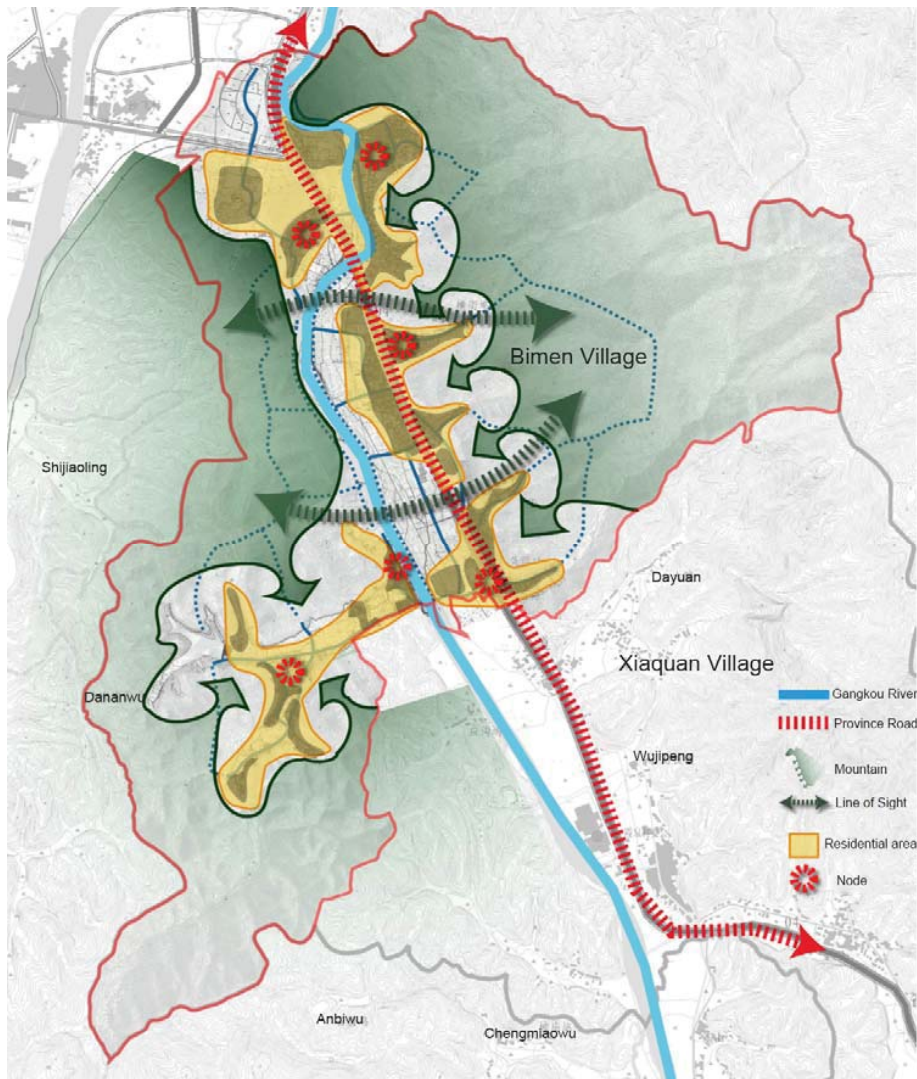 Bimen Village
Shijiaoling
Dayuan
Xiaquan Village
Dananwu
Gangkou River
Province Road
Wujipeng
Mountain
Line of Sight
Residential area
Node
Anbiwu
Chengmiaowu